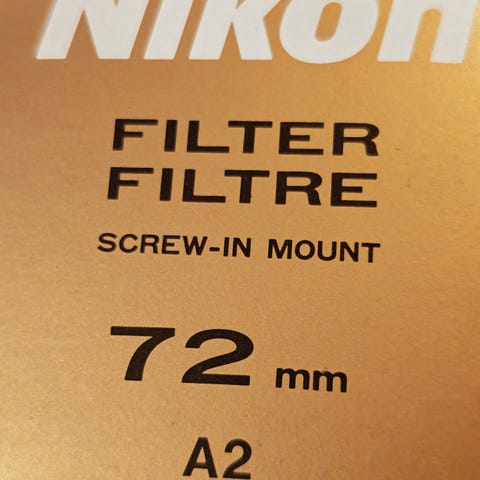 Nikon
FILTER
FILTRE
SCREW-IN MOUNT
72 mm
A2